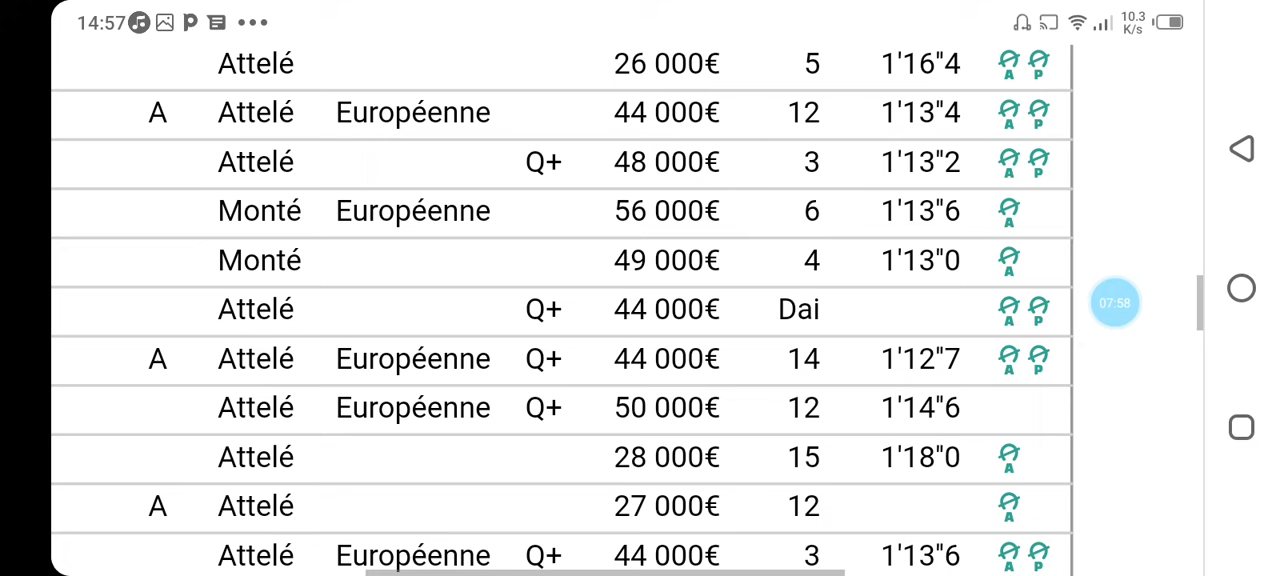 14:57 10.3 K/s
Attelé 26 000€ 5 1'16"4 A P
A Attelé Européenne 44 000€ 12 1'13"4 A P
Attelé Q+ 48 000€ 3 1'13"2 A P
Monté Européenne 56 000€ 6 1'13"6 A
Monté 49 000€ 4 1'13"0 A
Attelé Q+ 44 000€ Dai A P
07:58
A Attelé Européenne Q+ 44 000€ 14 1'12"7 A P
Attelé Européenne Q+ 50 000€ 12 1'14"6
Attelé 28 000€ 15 1'18"0 A
A Attelé 27 000€ 12 A
Attelé Européenne Q+ 44 000€ 3 1'13"6 A P